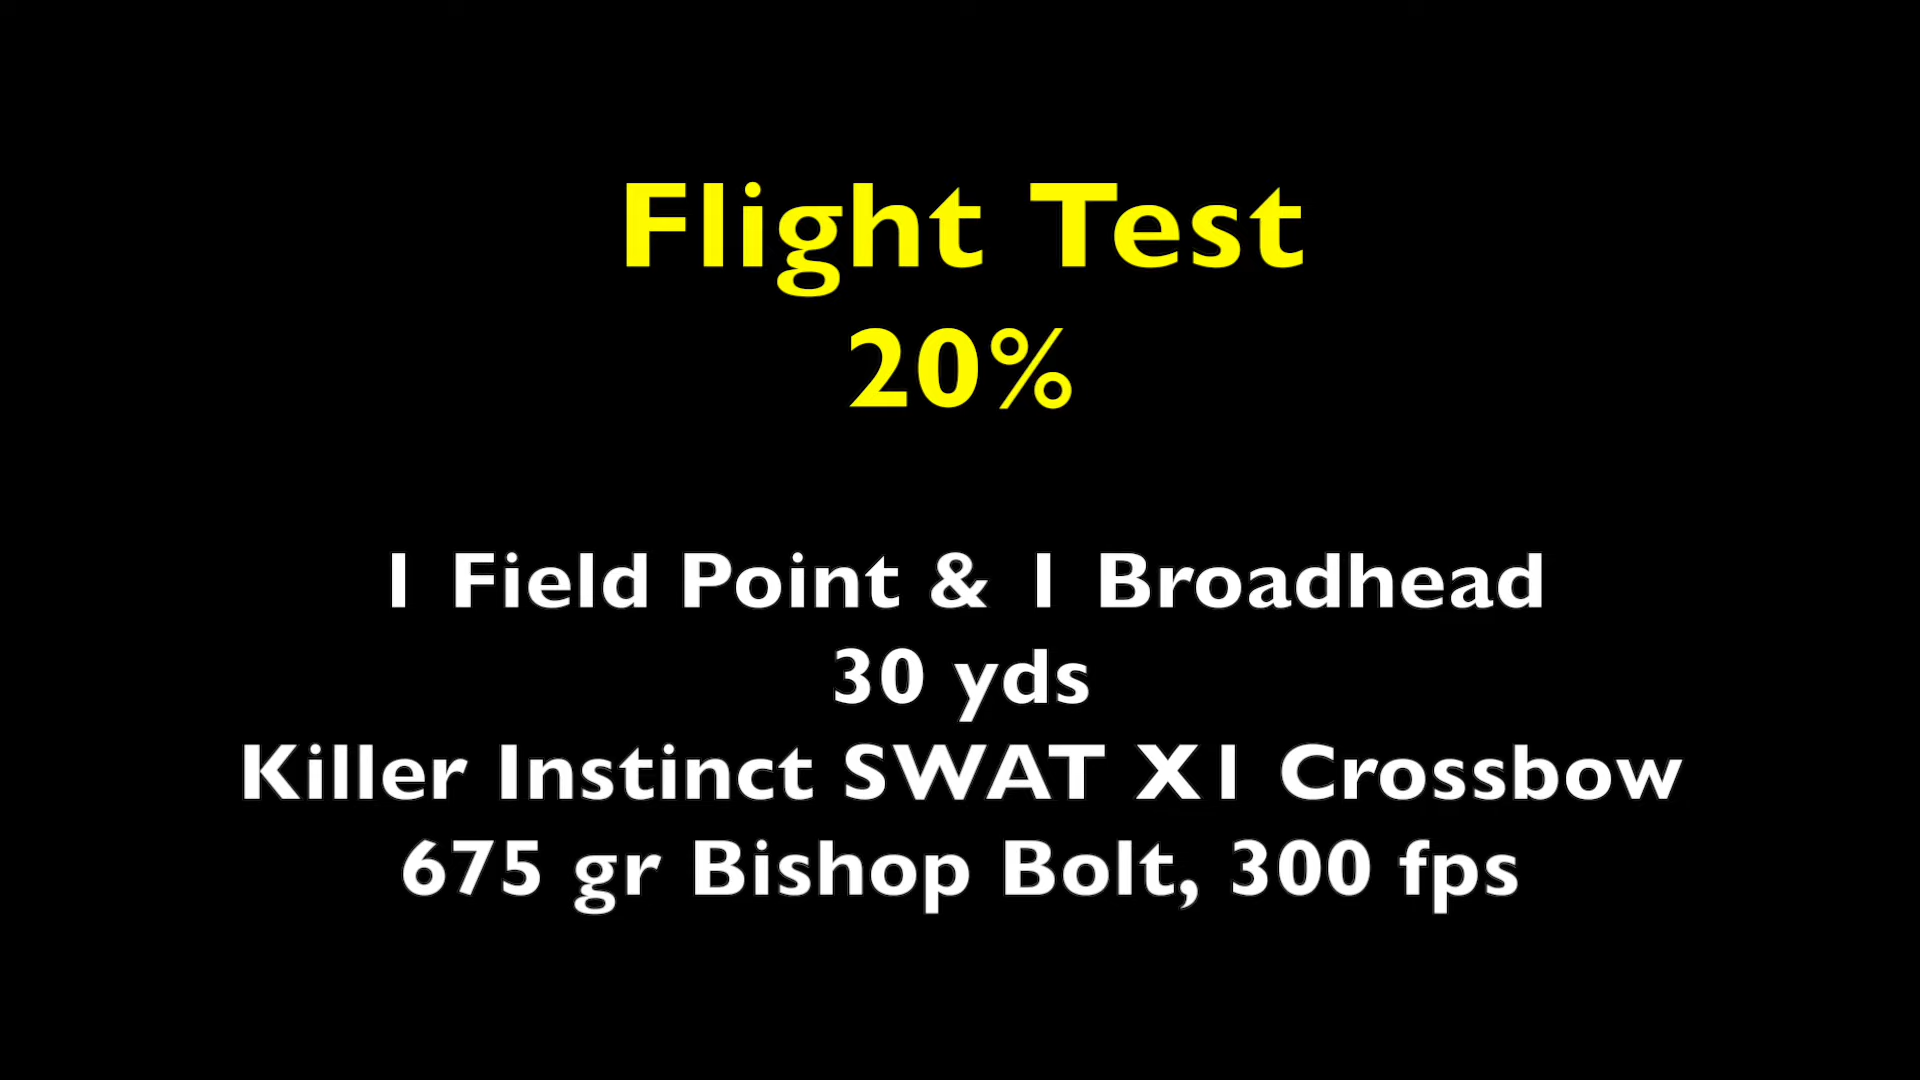 Flight Test
20%
1 Field Point & 1 Broadhead
30 yds
Killer Instinct SWAT X1 Crossbow
675 gr Bishop Bolt, 300 fps